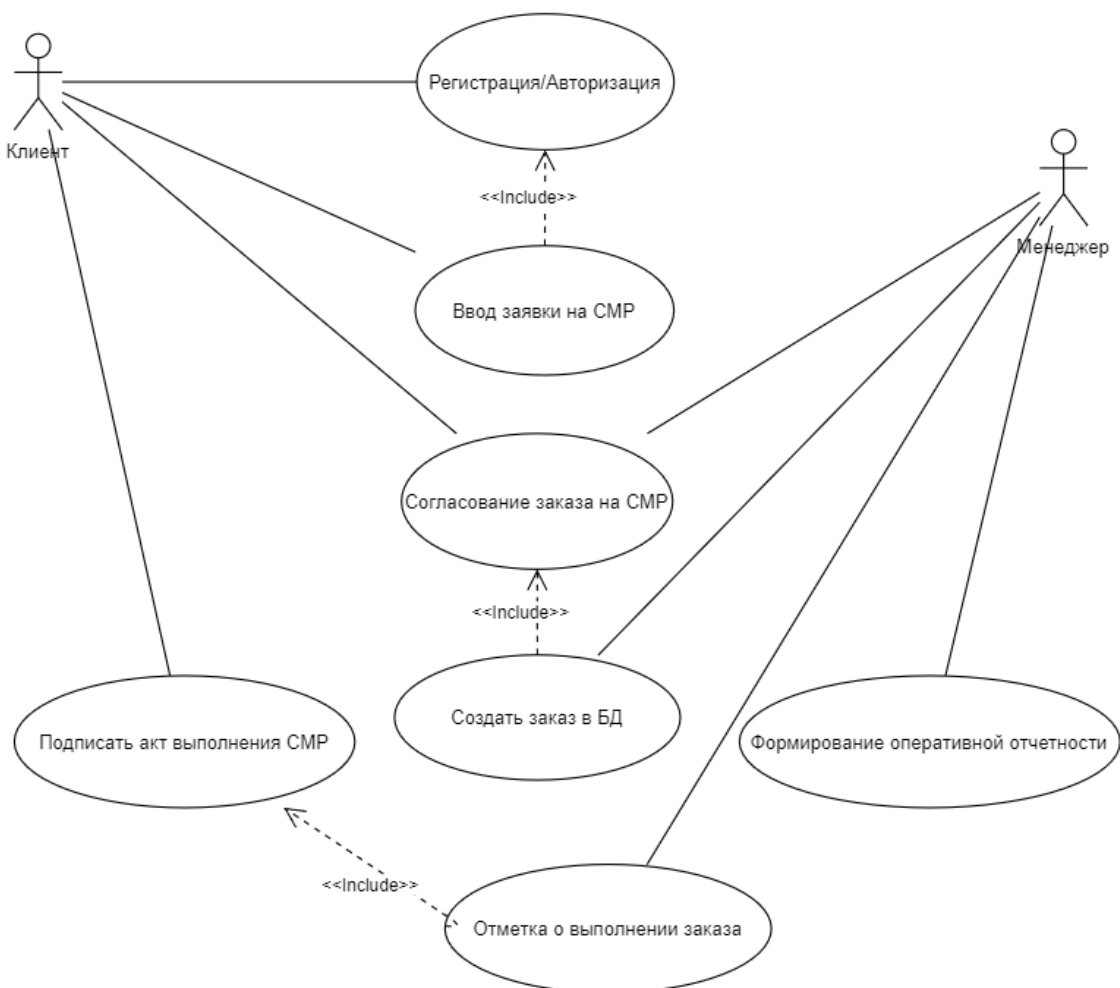 Регистрация/Авторизация
Клиент
<<Include>>
Менеджер
Ввод заявки на СМР
Согласование заказа на СМР
<<Include>>
Создать заказ в БД
Подписать акт выполнения СМР
Формирование оперативной отчетности
<<Include>>
Отметка о выполнении заказа